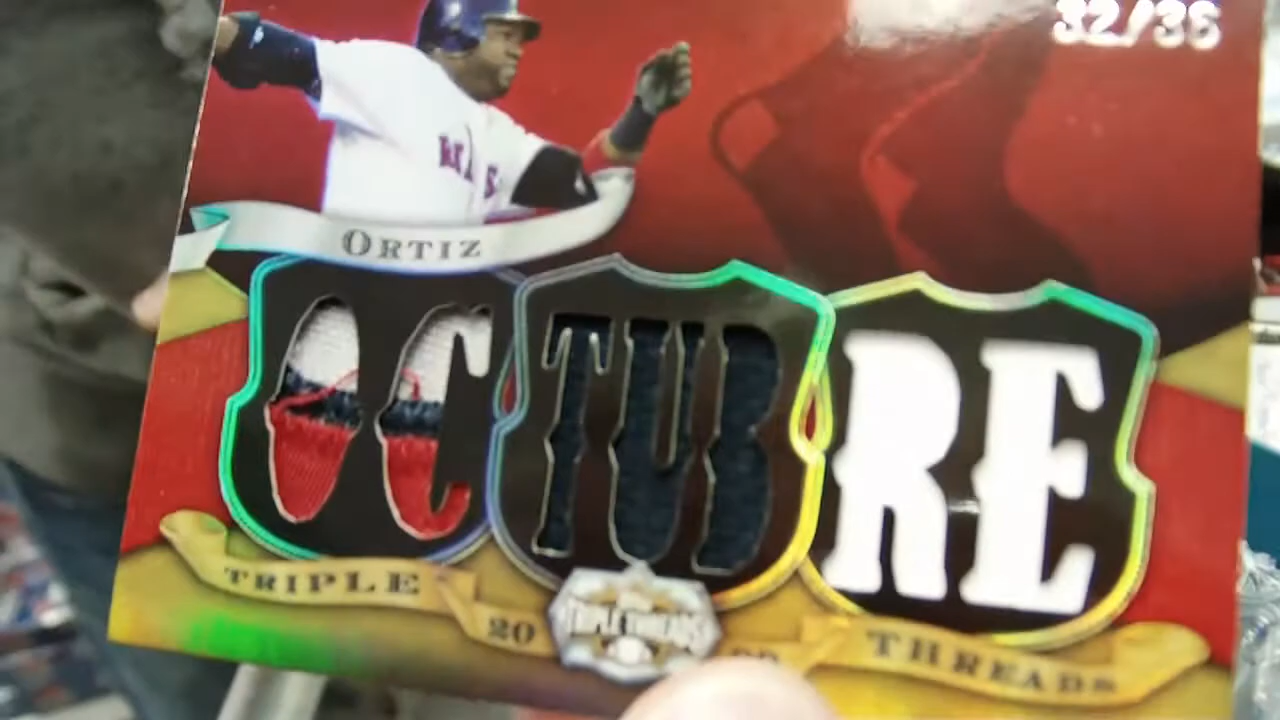 32/36
ORTIZ
OCTUBRE
TRIPLE
20
TRIPLE THREADS
THREADS